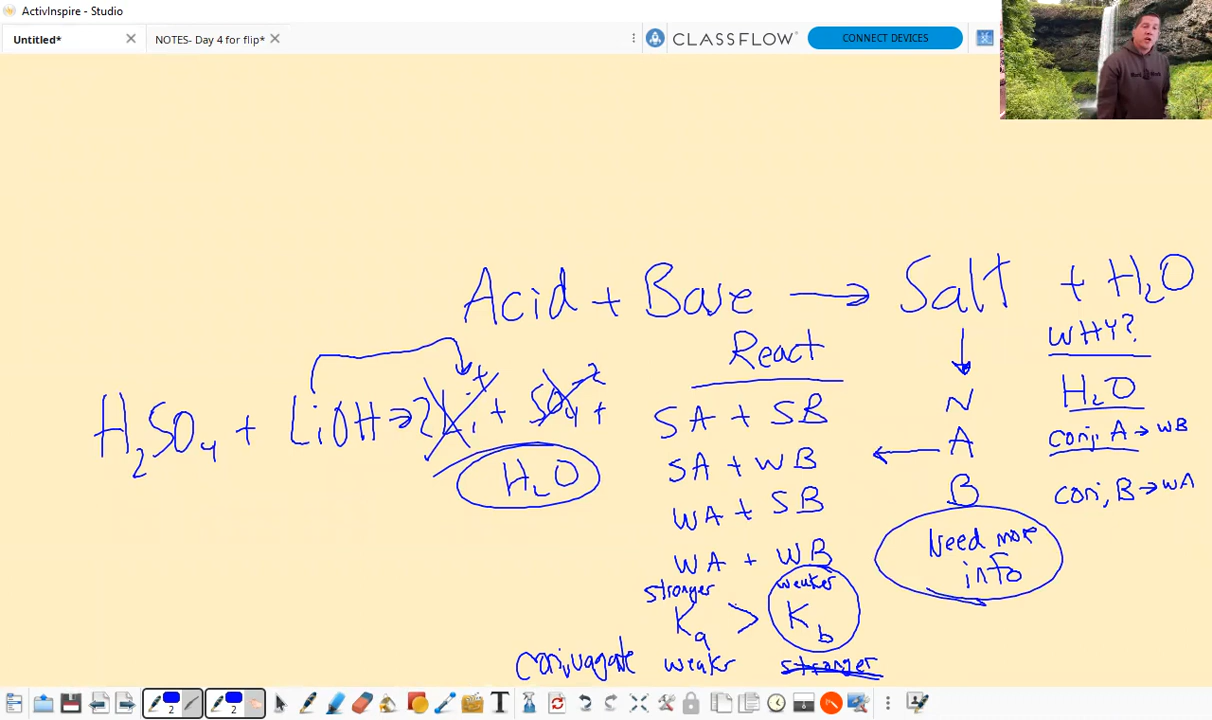 ActivInspire - Studio
Untitled*
NOTES- Day 4 for flip*
CLASSFLOW
CONNECT DEVICES
Acid + Base → Salt + H₂O
React
WHY?
H₂SO₄ + LiOH → 2Li⁺ + SO₄⁻² +
H₂O
SA + SB
N
H₂O
SA + WB
A
conj. A → WB
WA + SB
B
conj, B → WA
WA + WB
Need more
info
stronger
weaker
Ka > Kb
conjugate weaker stronger
2
2
T